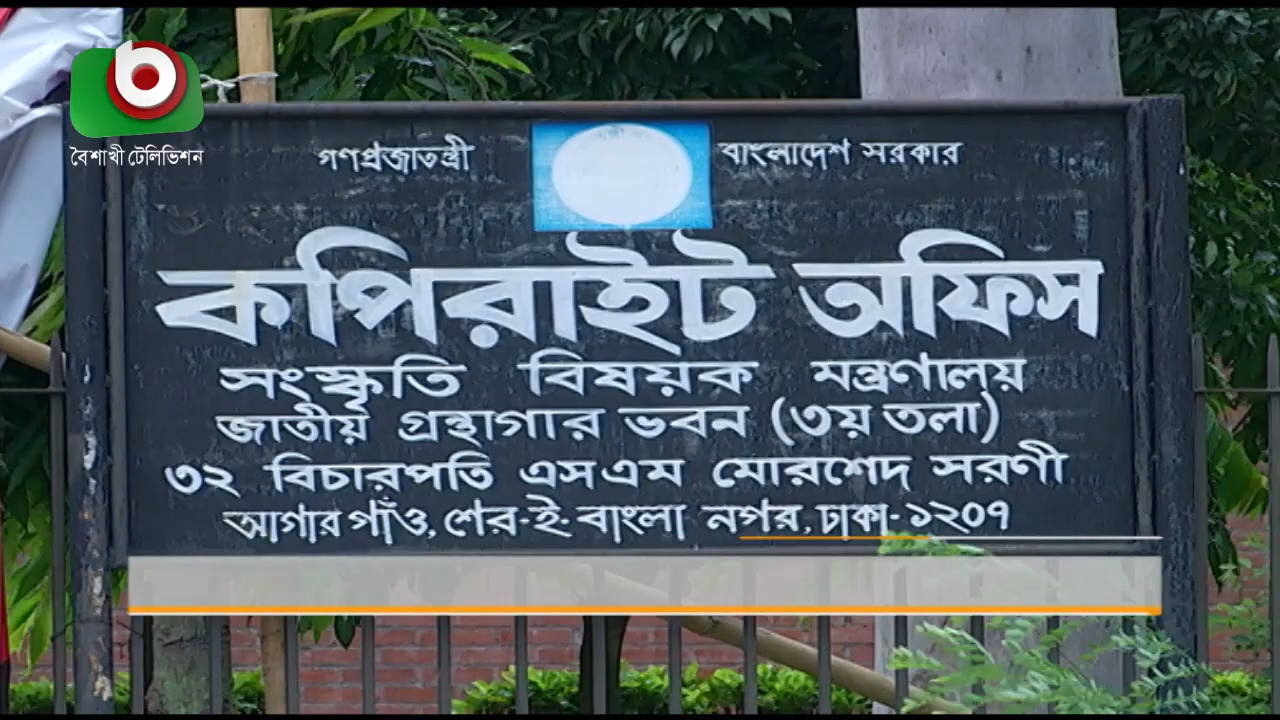 বৈশাখী টেলিভিশন
গণপ্রজাতন্ত্রী বাংলাদেশ সরকার
কপিরাইট অফিস
সংস্কৃতি বিষয়ক মন্ত্রণালয়
জাতীয় গ্রন্থাগার ভবন (৩য় তলা)
৩২ বিচারপতি এসএম মোরশেদ সরণী
আগার গাঁও, শের-ই-বাংলা নগর, ঢাকা-১২০৭